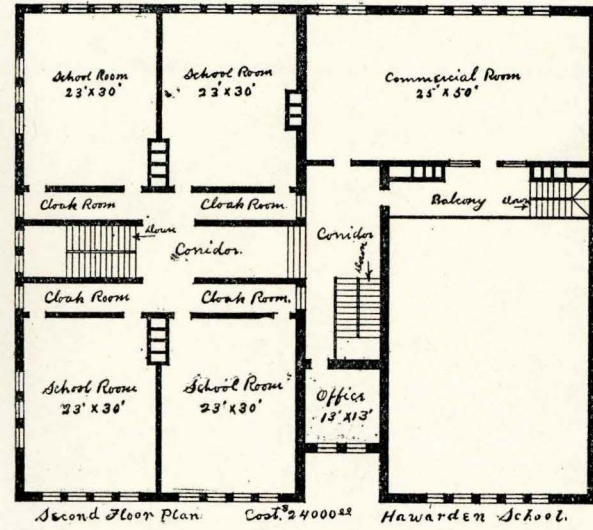 School Room
23' X 30'
School Room
23' X 30'
Commercial Room
25' X 50'
Cloak Room
Cloak Room.
Down
Corridor.
Corridor
Down
Balcony
Down
Cloak Room
Cloak Room.
School Room
23' X 30'
School Room
23' X 30'
Office
13' X 13'
Second Floor Plan. Cost, $24000.00 Hawarden School.